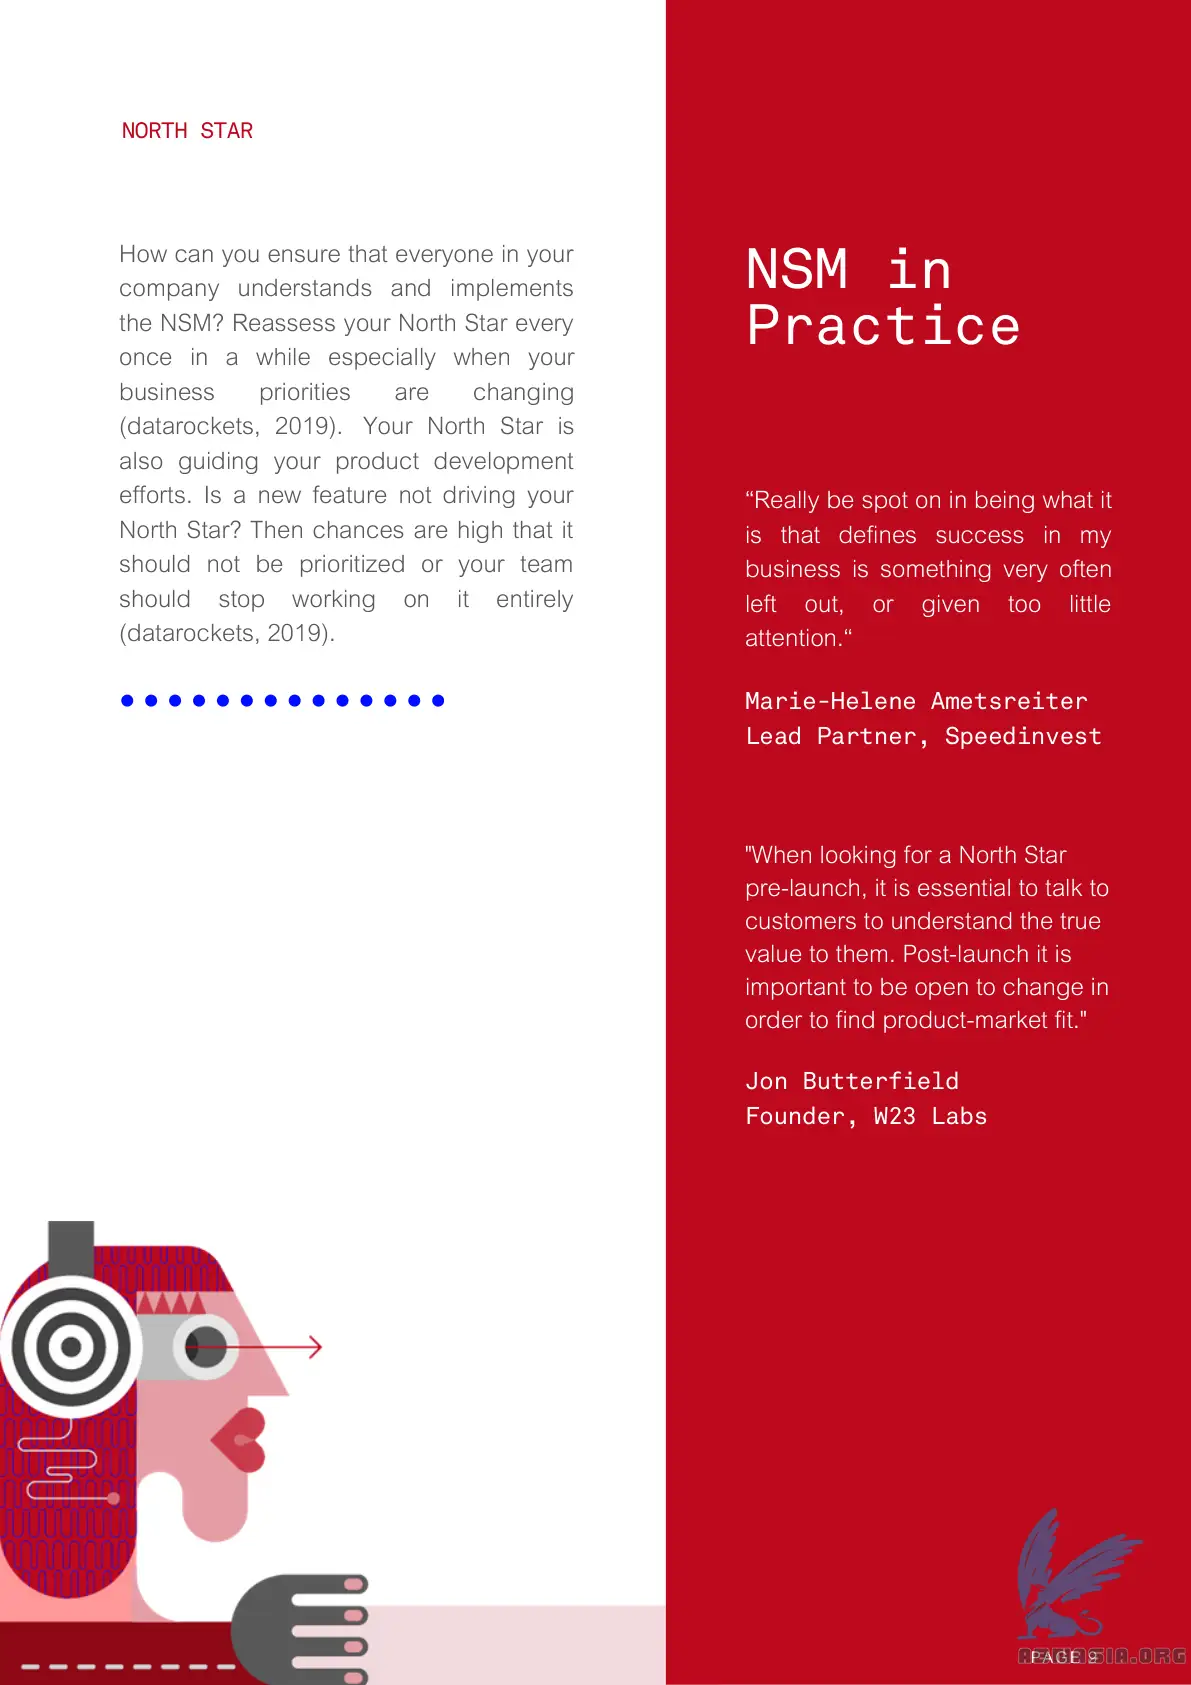 NORTH STAR
How can you ensure that everyone in your
company understands and implements
the NSM? Reassess your North Star every
once in a while especially when your
business priorities are changing
(datarockets, 2019). Your North Star is
also guiding your product development
efforts. Is a new feature not driving your
North Star? Then chances are high that it
should not be prioritized or your team
should stop working on it entirely
(datarockets, 2019).
NSM in
Practice
“Really be spot on in being what it
is that defines success in my
business is something very often
left out, or given too little
attention.“
Marie-Helene Ametsreiter
Lead Partner, Speedinvest
"When looking for a North Star
pre-launch, it is essential to talk to
customers to understand the true
value to them. Post-launch it is
important to be open to change in
order to find product-market fit."
Jon Butterfield
Founder, W23 Labs
PAGE 9